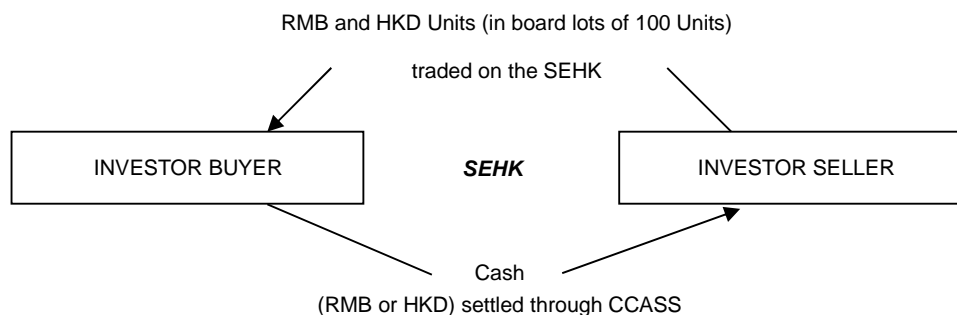 RMB and HKD Units (in board lots of 100 Units)
traded on the SEHK
INVESTOR BUYER
SEHK
INVESTOR SELLER
Cash
(RMB or HKD) settled through CCASS